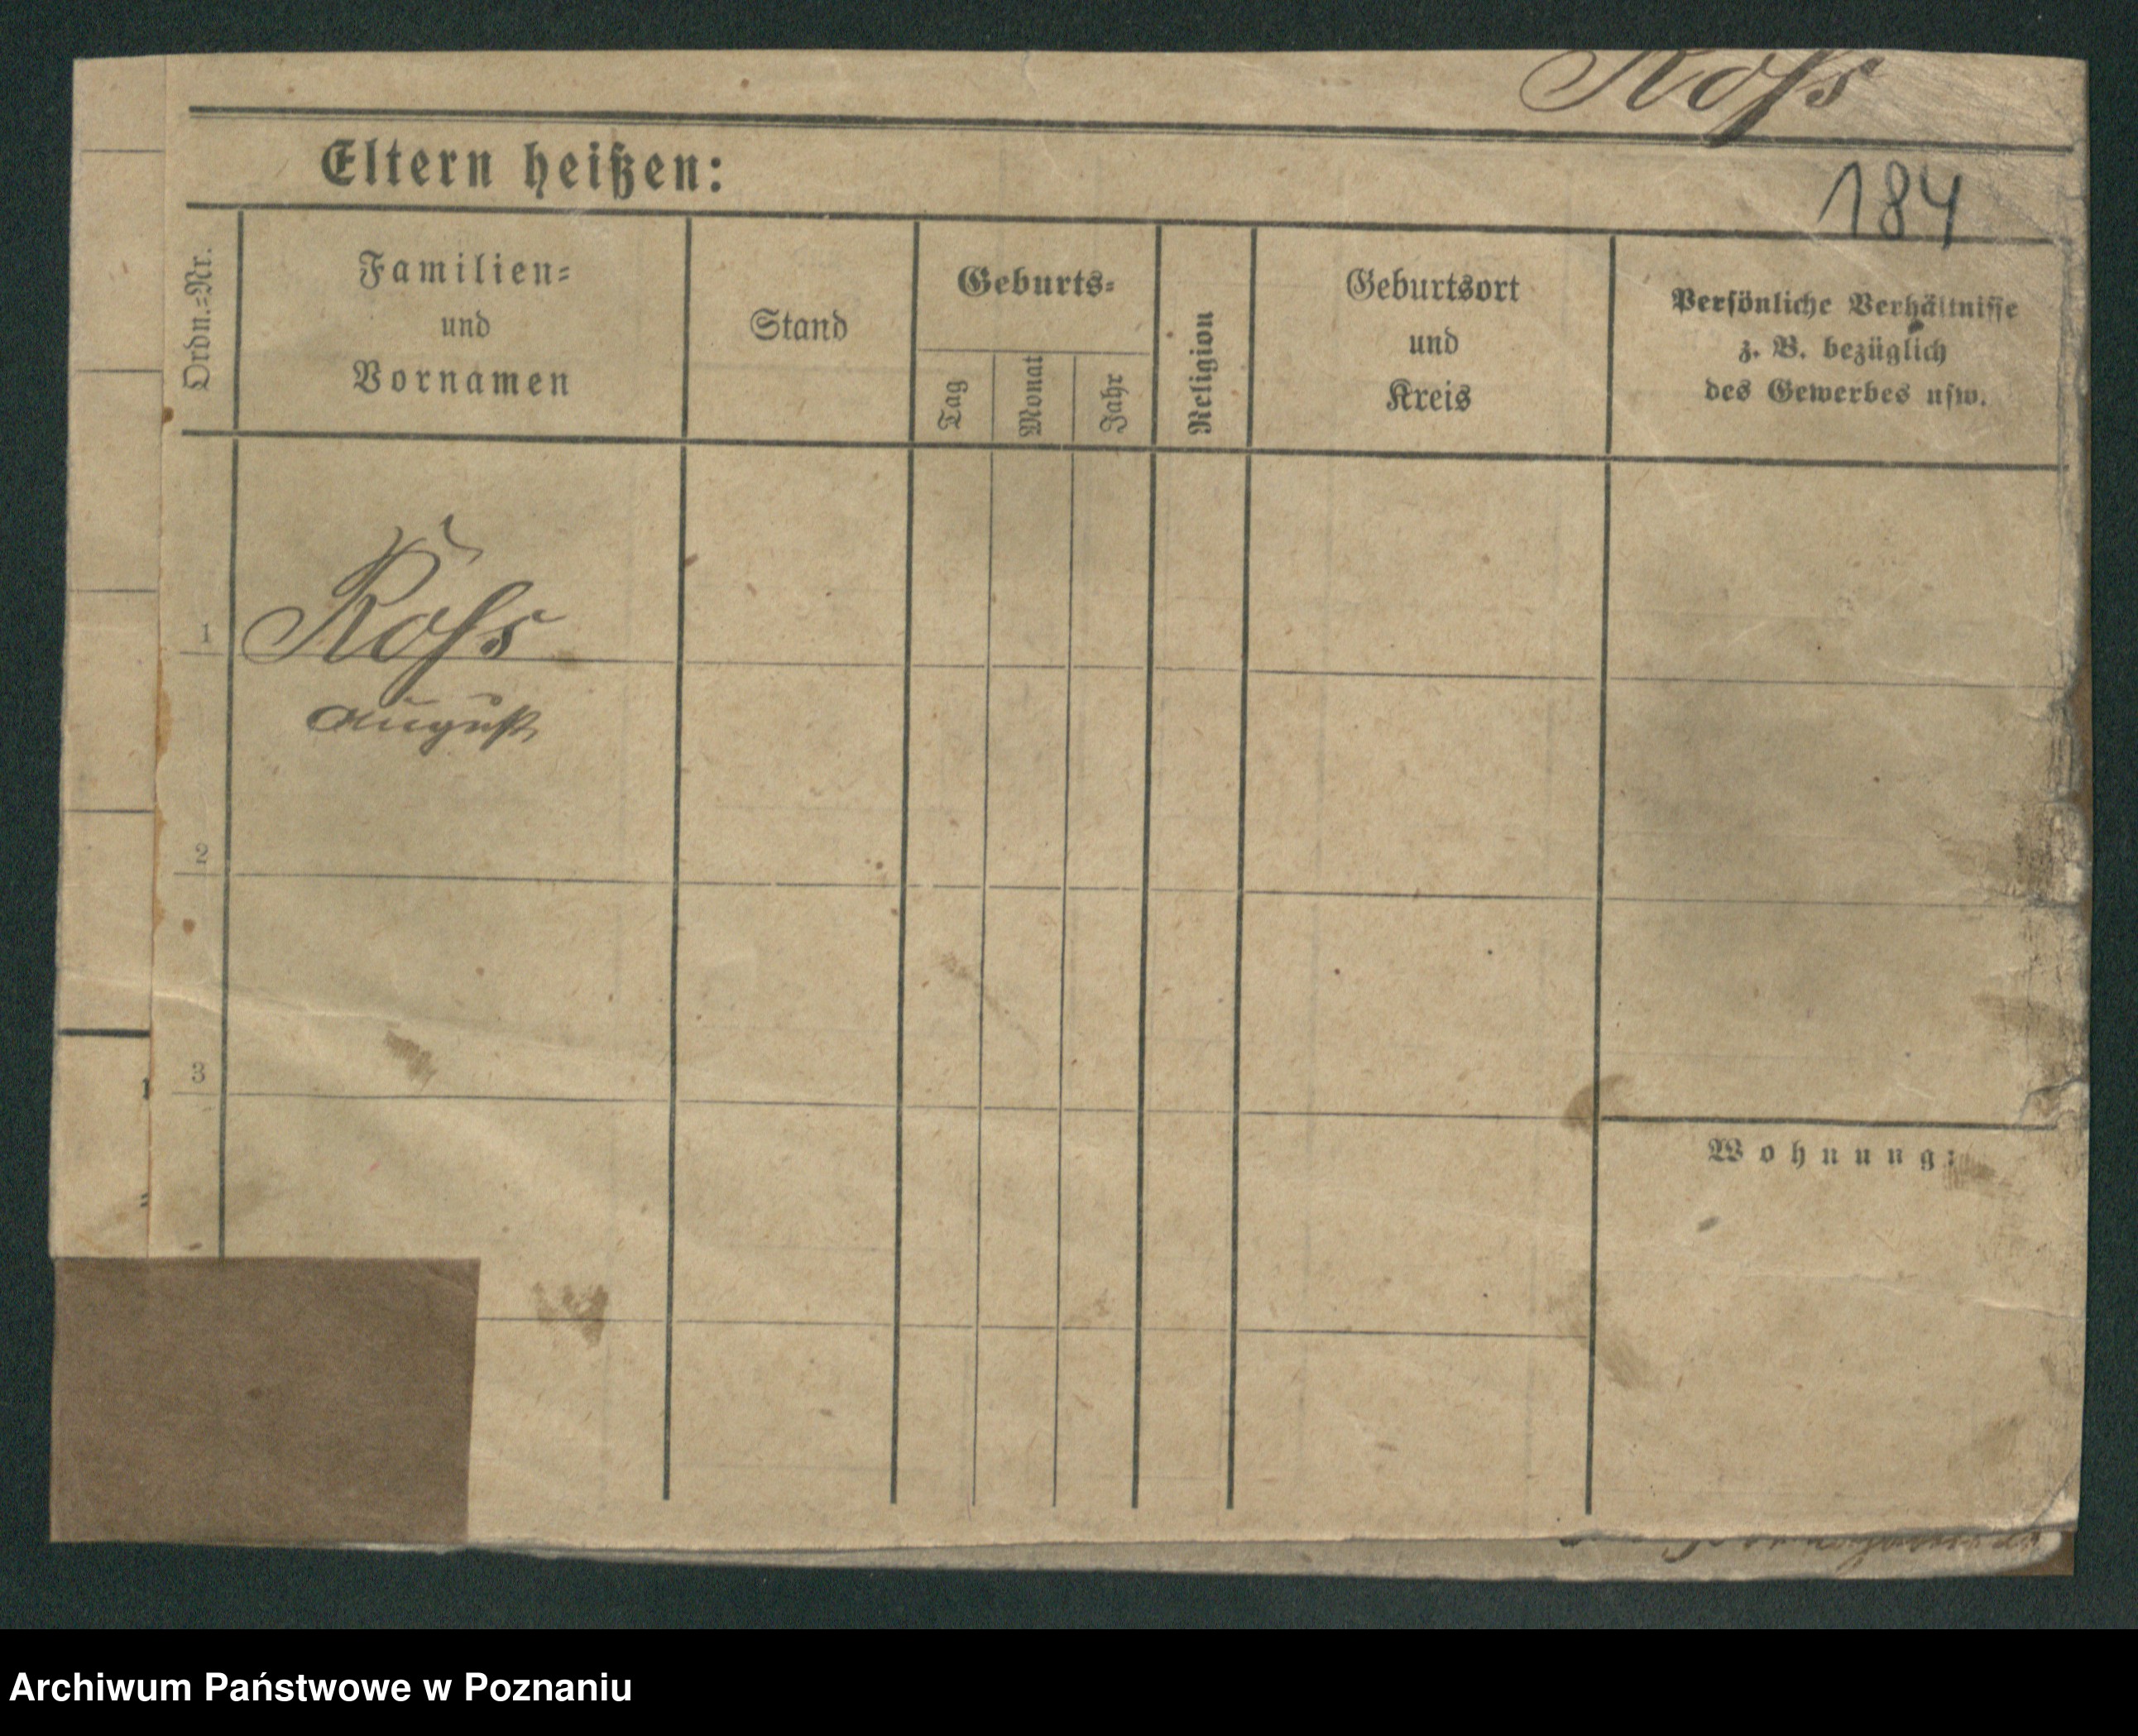 Roſs
Eltern heißen:
184
Ordn.=Nr.
Familien=
und
Vornamen
Stand
Geburts=
Tag
Monat
Jahr
Religion
Geburtsort
und
Kreis
Persönliche Verhältnisse
z. B. bezüglich
des Gewerbes usw.
1
Roſs
August
2
3
Wohnung:
Archiwum Państwowe w Poznaniu